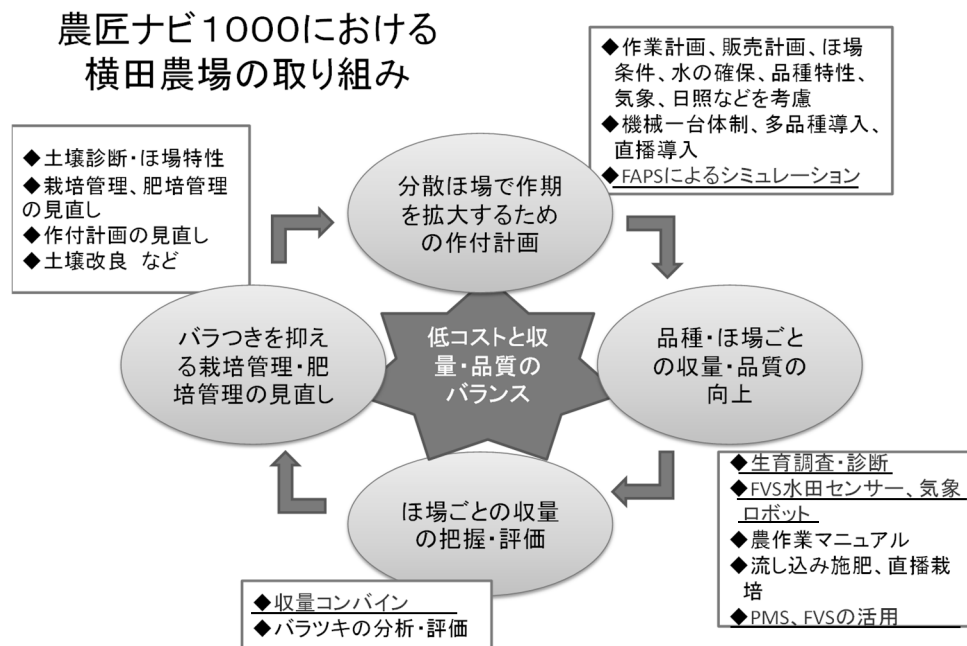 農匠ナビ1000における
横田農場の取り組み
◆作業計画、販売計画、ほ場
条件、水の確保、品種特性、
気象、日照などを考慮
◆機械一台体制、多品種導入、
直播導入
◆FAPSによるシミュレーション
◆土壌診断・ほ場特性
◆栽培管理、肥培管理
の見直し
◆作付計画の見直し
◆土壌改良 など
分散ほ場で作期
を拡大するため
の作付計画
バラつきを抑え
る栽培管理・肥
培管理の見直し
低コストと収
量・品質の
バランス
品種・ほ場ごと
の収量・品質の
向上
ほ場ごとの収量
の把握・評価
◆生育調査・診断
◆FVS水田センサー、気象
ロボット
◆農作業マニュアル
◆流し込み施肥、直播栽
培
◆PMS、FVSの活用
◆収量コンバイン
◆バラツキの分析・評価